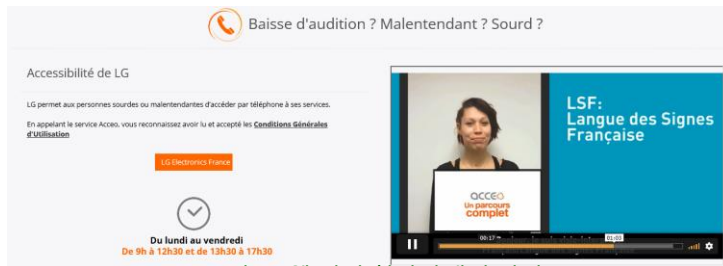 Baisse d'audition ? Malentendant ? Sourd ?
Accessibilité de LG
LG permet aux personnes sourdes ou malentendantes d'accéder par téléphone à ses services.
En appelant le service Acceo, vous reconnaissez avoir lu et accepté les Conditions Générales
d'Utilisation
LG Electronics France
Du lundi au vendredi
De 9h à 12h30 et de 13h30 à 17h30
LSF:
Langue des Signes
Française
acceo
Un parcours
complet
00:17
01:03